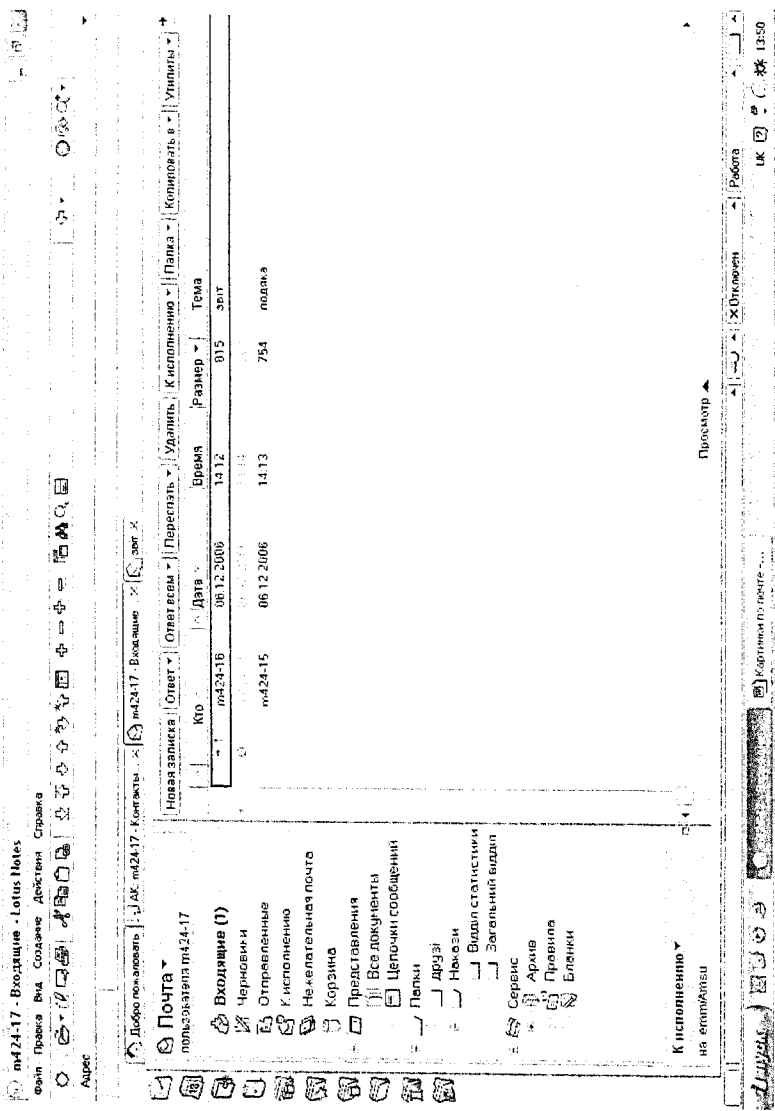 m424-17 - Входящие - Lotus Notes
Файл Правка Вид Создание Действия Справка
Адрес
Добро пожаловать
АК: m424-17 - Контакты...
m424-17 - Входящие
звіт
Почта
пользователя m424-17
Входящие (1)
Черновики
Отправленные
К исполнению
Нежелательная почта
Корзина
Представления
Все документы
Цепочки сообщений
Папки
друзі
Накази
Відділ статистики
Загальний відділ
Сервис
Архив
Правила
Бланки
К исполнению
Новая записка Ответ Ответ всем Переслать Удалить К исполнению Папка Копировать в Утилиты
Кто Дата Время Размер Тема
m424-16 06.12.2006 14:12 815 звіт
m424-15 06.12.2006 14:13 754 подяка
Просмотр
Отключен Работа
Картинки по почте -...
UK 13:50